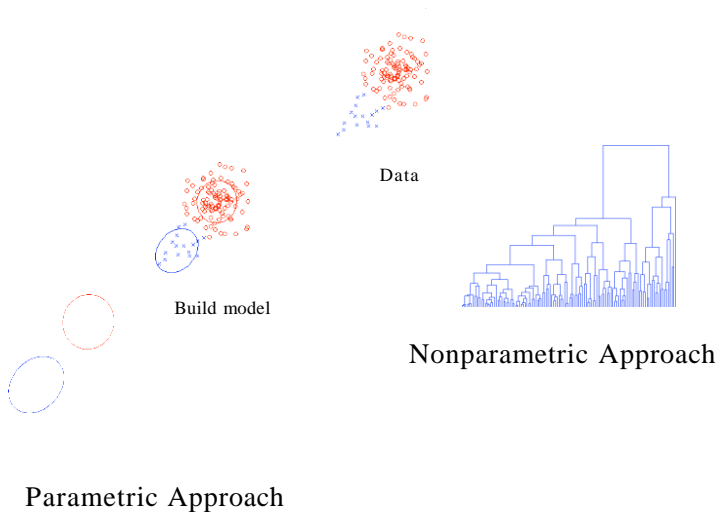 Data
Build model
Nonparametric Approach
Parametric Approach